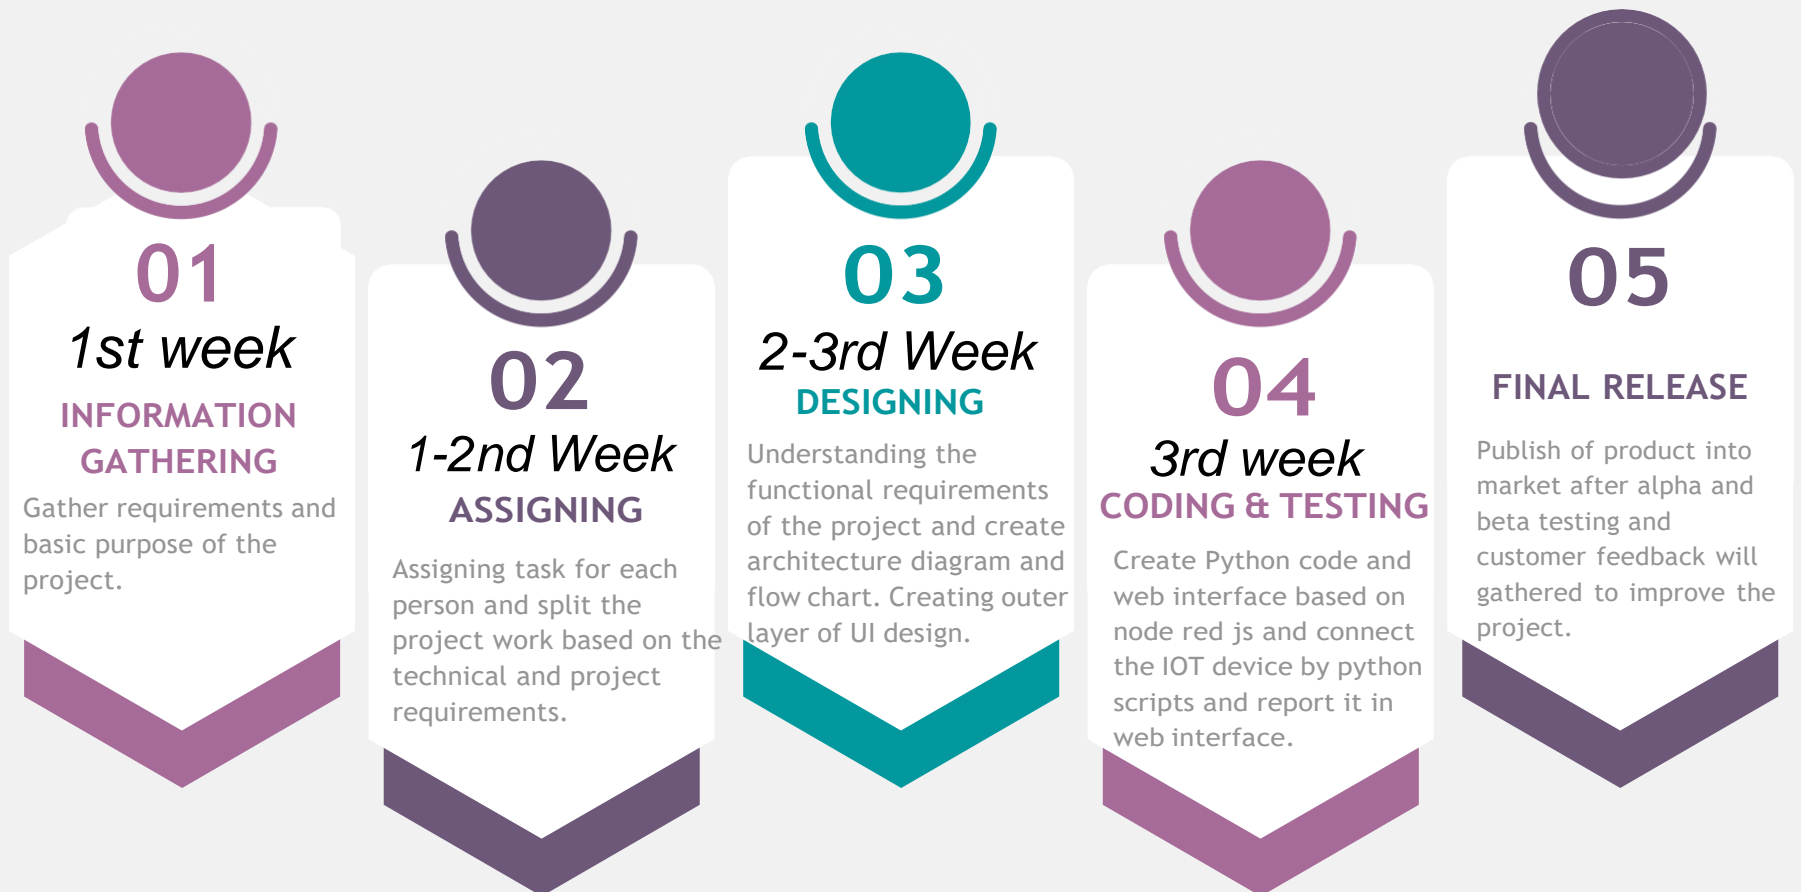 01
1st week
INFORMATION
GATHERING
Gather requirements and
basic purpose of the
project.
02
1-2nd Week
ASSIGNING
Assigning task for each
person and split the
project work based on the
technical and project
requirements.
03
2-3rd Week
DESIGNING
Understanding the
functional requirements
of the project and create
architecture diagram and
flow chart. Creating outer
layer of UI design.
04
3rd week
CODING & TESTING
Create Python code and
web interface based on
node red js and connect
the IOT device by python
scripts and report it in
web interface.
05
FINAL RELEASE
Publish of product into
market after alpha and
beta testing and
customer feedback will
gathered to improve the
project.